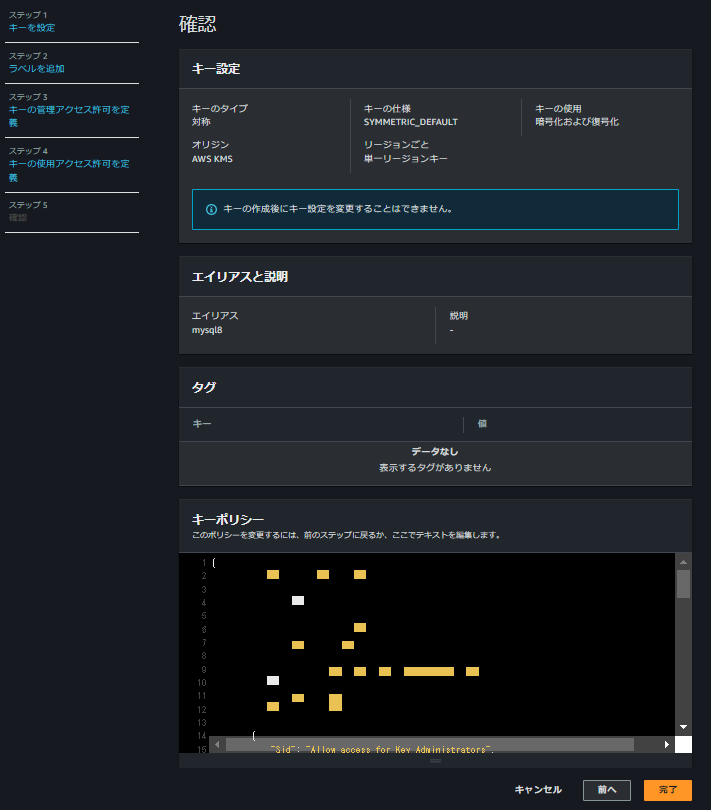 ステップ 1
キーを設定
ステップ 2
ラベルを追加
ステップ 3
キーの管理アクセス許可を定
義
ステップ 4
キーの使用アクセス許可を定
義
ステップ 5
確認
確認
キー設定
キーのタイプ
対称
キーの仕様
SYMMETRIC_DEFAULT
キーの使用
暗号化および復号化
オリジン
AWS KMS
リージョンごと
単一リージョンキー
キーの作成後にキー設定を変更することはできません。
エイリアスと説明
エイリアス
mysql8
説明
-
タグ
キー
値
データなし
表示するタグがありません
キーポリシー
このポリシーを変更するには、前のステップに戻るか、ここでテキストを編集します。
1 {
2
3
4
5
6
7
8
9
10
11
12
13
14 {
15 "Sid": "Allow access for Key Administrators",
キャンセル
前へ
完了